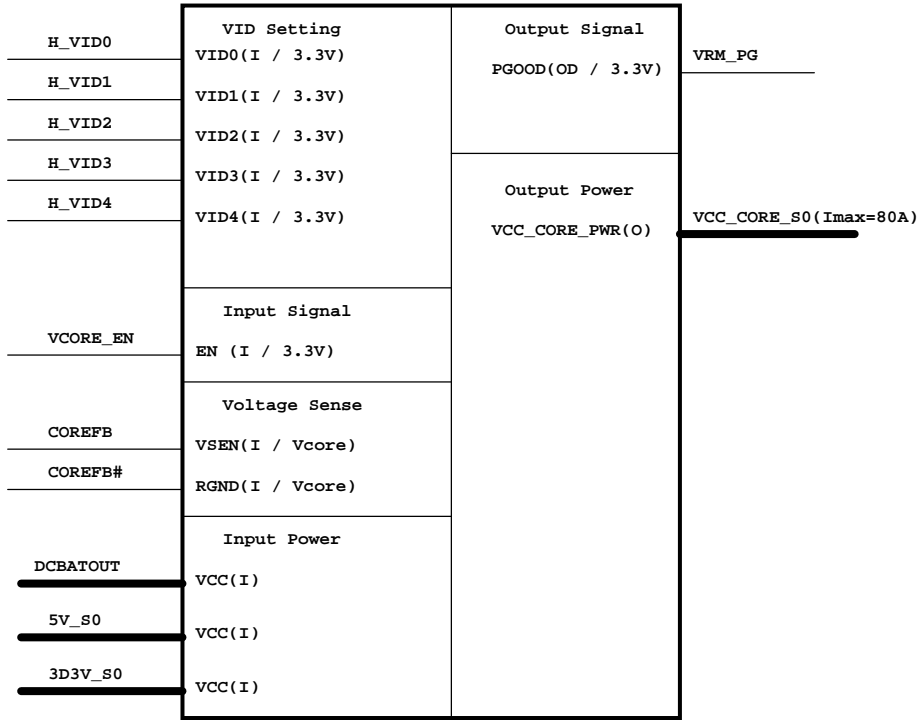 H_VID0
H_VID1
H_VID2
H_VID3
H_VID4
VCORE_EN
COREFB
COREFB#
DCBATOUT
5V_S0
3D3V_S0
VID Setting
VID0(I / 3.3V)
VID1(I / 3.3V)
VID2(I / 3.3V)
VID3(I / 3.3V)
VID4(I / 3.3V)
Input Signal
EN (I / 3.3V)
Voltage Sense
VSEN(I / Vcore)
RGND(I / Vcore)
Input Power
VCC(I)
VCC(I)
VCC(I)
Output Signal
PGOOD(OD / 3.3V)
Output Power
VCC_CORE_PWR(O)
VRM_PG
VCC_CORE_S0(Imax=80A)